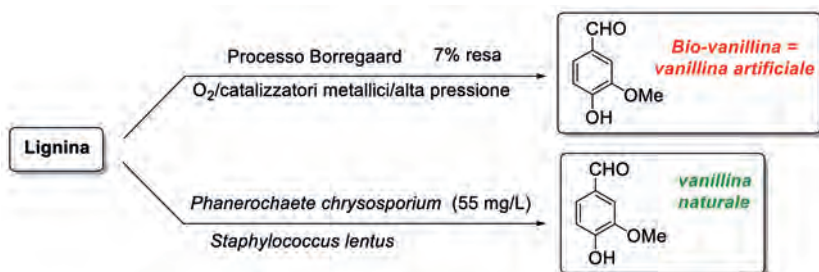 Processo Borregaard 7% resa
O2/catalizzatori metallici/alta pressione
CHO
OMe
OH
Bio-vanillina =
vanillina artificiale
Lignina
Phanerochaete chrysosporium (55 mg/L)
Staphylococcus lentus
CHO
OMe
OH
vanillina
naturale